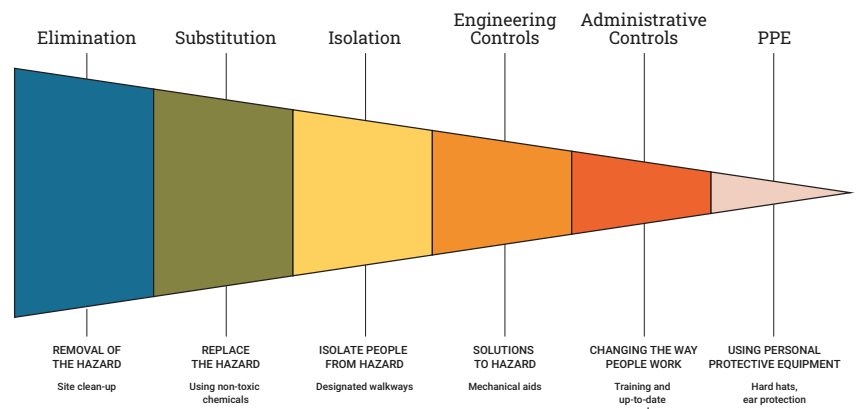 Elimination
Substitution
Isolation
Engineering
Controls
Administrative
Controls
PPE
REMOVAL OF
THE HAZARD
Site clean-up
REPLACE
THE HAZARD
Using non-toxic
chemicals
ISOLATE PEOPLE
FROM HAZARD
Designated walkways
SOLUTIONS
TO HAZARD
Mechanical aids
CHANGING THE WAY
PEOPLE WORK
Training and
up-to-date
USING PERSONAL
PROTECTIVE EQUIPMENT
Hard hats,
ear protection